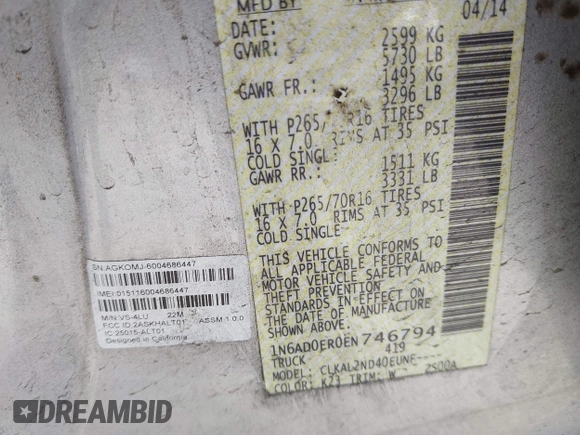 MFD BY
DATE: 04/14
GVWR: 2599 KG
5730 LB
GAWR FR.: 1495 KG
3296 LB
WITH P265/ R16 TIRES
16 X 7.0 RIMS AT 35 PSI
COLD SINGLE
GAWR RR.: 1511 KG
3331 LB
WITH P265/70R16 TIRES
16 X 7.0 RIMS AT 35 PSI
COLD SINGLE
THIS VEHICLE CONFORMS TO
ALL APPLICABLE FEDERAL
MOTOR VEHICLE SAFETY AND
STANDARDS IN EFFECT ON
THE DATE OF MANUFACTURE
SHOWN ABOVE.
1N6AD0ER0EN746794
TRUCK 419
MODEL: CLKAL2ND40EUNF----
COLOR: K23 TRIM: W ZS00A
SN:AGKOMJ-6004686447
IMEI:015116004686447
M/N:VS-4LU 22M
FCC ID:2ASKHALT01 ASSM 1.0.0
IC:25015-ALT01
Designed in California
DREAMBID